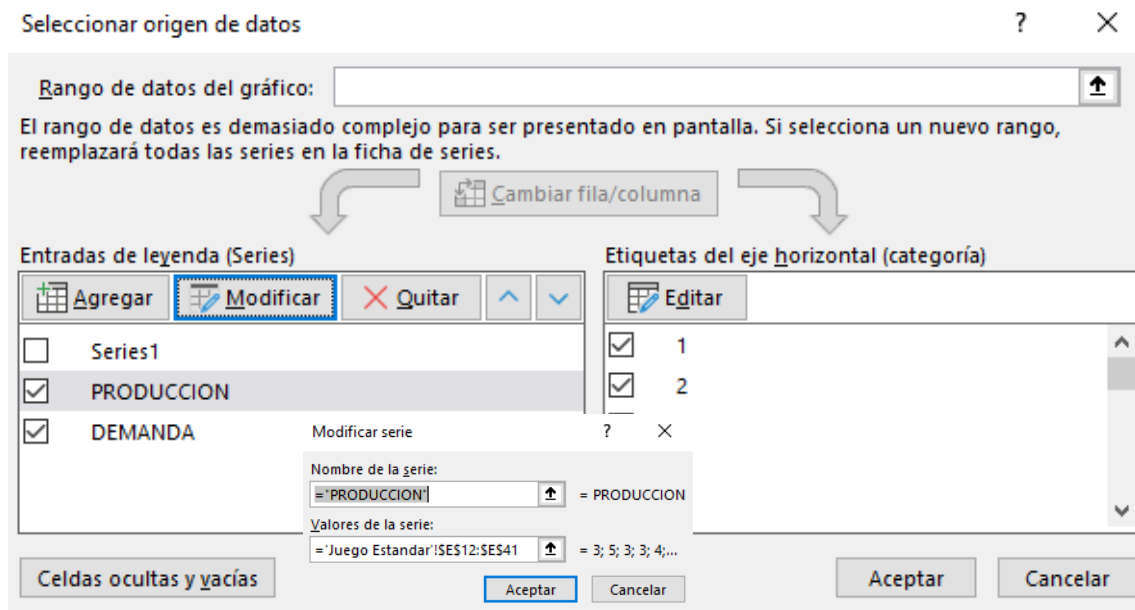 Seleccionar origen de datos ?
Rango de datos del gráfico:
El rango de datos es demasiado complejo para ser presentado en pantalla. Si selecciona un nuevo rango,
reemplazará todas las series en la ficha de series.
Cambiar fila/columna
Entradas de leyenda (Series)
Agregar Modificar Quitar
Series1
PRODUCCION
DEMANDA
Etiquetas del eje horizontal (categoría)
Editar
1
2
Modificar serie ?
Nombre de la serie:
="PRODUCCION" = PRODUCCION
Valores de la serie:
='Juego Estandar'!$E$12:$E$41 = 3; 5; 3; 3; 4;...
Aceptar Cancelar
Celdas ocultas y vacías
Aceptar Cancelar